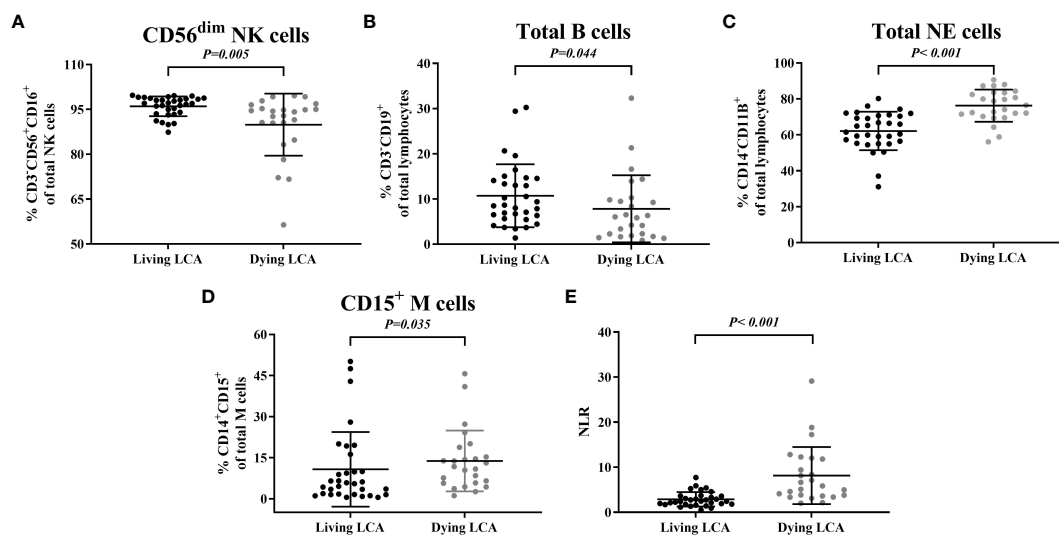 A
CD56dim NK cells
P=0.005
% CD3-CD56+CD16+
of total NK cells
110
95
80
65
50
Living LCA
Dying LCA
B
Total B cells
P=0.044
% CD3-CD19+
of total lymphocytes
40
30
20
10
0
Living LCA
Dying LCA
C
Total NE cells
P< 0.001
% CD14-CD11B+
of total lymphocytes
100
80
60
40
20
0
Living LCA
Dying LCA
D
CD15+ M cells
P=0.035
% CD14+CD15+
of total M cells
60
45
30
15
0
Living LCA
Dying LCA
E
P< 0.001
NLR
40
30
20
10
0
Living LCA
Dying LCA